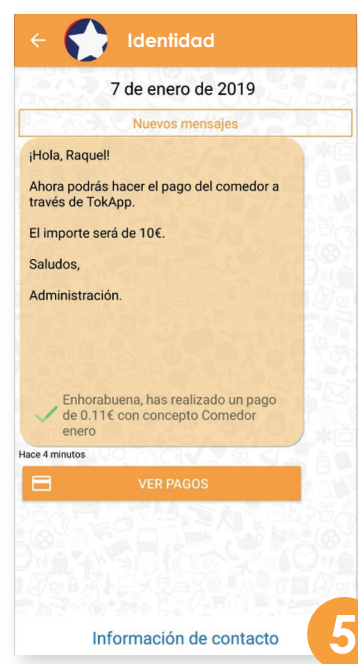 Identidad
7 de enero de 2019
Nuevos mensajes
¡Hola, Raquel!
Ahora podrás hacer el pago del comedor a
través de TokApp.
El importe será de 10€.
Saludos,
Administración.
Enhorabuena, has realizado un pago
de 0.11€ con concepto Comedor
enero
Hace 4 minutos
VER PAGOS
Información de contacto
5